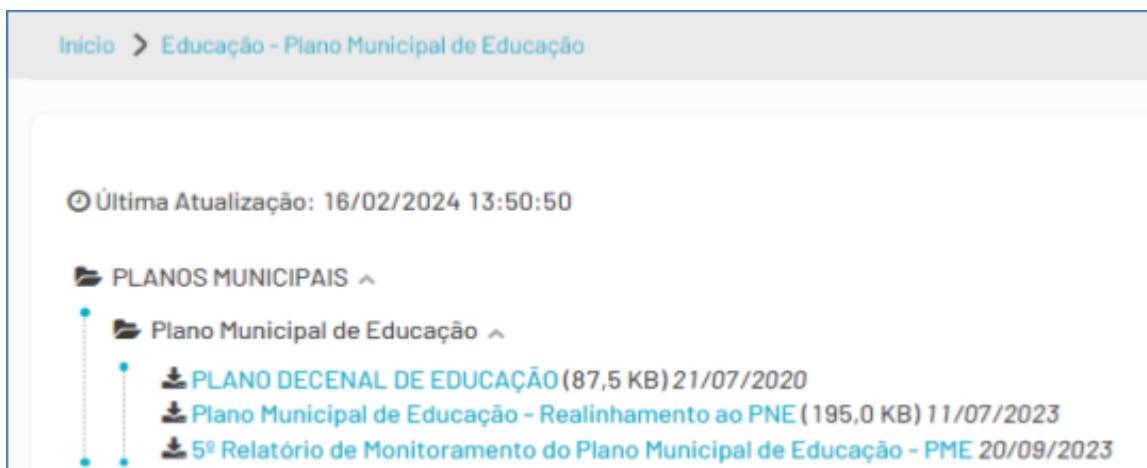 Início > Educação - Plano Municipal de Educação
Última Atualização: 16/02/2024 13:50:50
PLANOS MUNICIPAIS
Plano Municipal de Educação
PLANO DECENAL DE EDUCAÇÃO (87,5 KB) 21/07/2020
Plano Municipal de Educação - Realinhamento ao PNE (195,0 KB) 11/07/2023
5º Relatório de Monitoramento do Plano Municipal de Educação - PME 20/09/2023